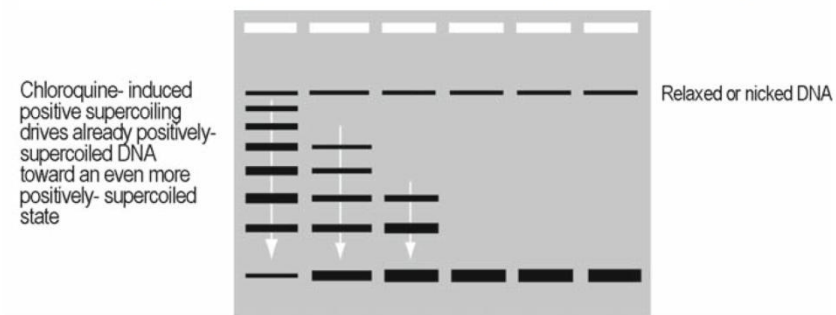 Chloroquine- induced
positive supercoiling
drives already positively-
supercoiled DNA
toward an even more
positively- supercoiled
state
Relaxed or nicked DNA